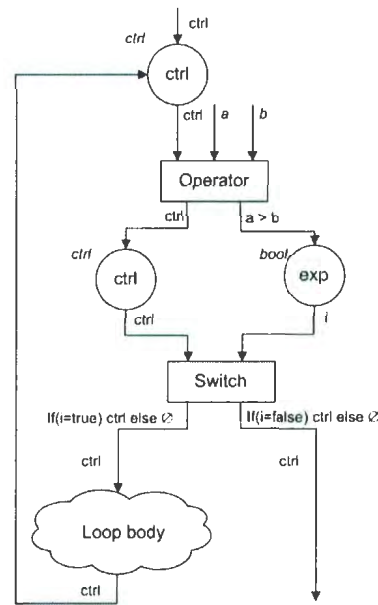 ctrl
ctrl
ctrl
ctrl
a
b
Operator
ctrl
a > b
ctrl
bool
ctrl
exp
ctrl
i
Switch
If(i=true) ctrl else ∅
If(i=false) ctrl else ∅
ctrl
ctrl
Loop body
ctrl